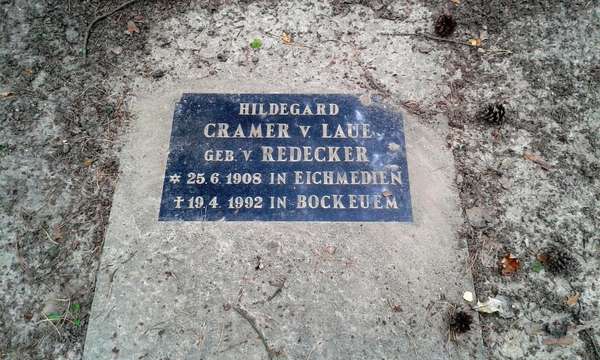 HILDEGARD
CRAMER V LAUE
GEB. V. REDECKER
* 25. 6. 1908 IN EICHMEDIEN
† 19. 4. 1992 IN BOCKEUEM